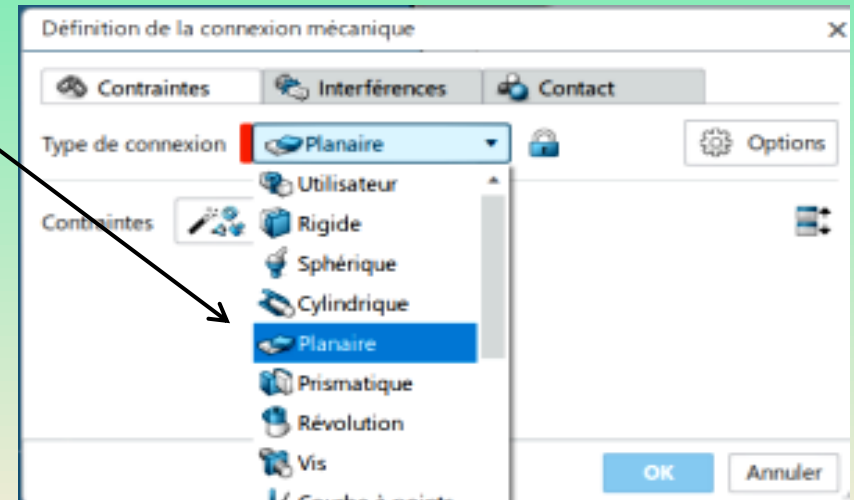 Définition de la connexion mécanique
Contraintes Interférences Contact
Type de connexion Planaire Options
Utilisateur
Contraintes
Rigide
Sphérique
Cylindrique
Planaire
Prismatique
Révolution
Vis
OK Annuler